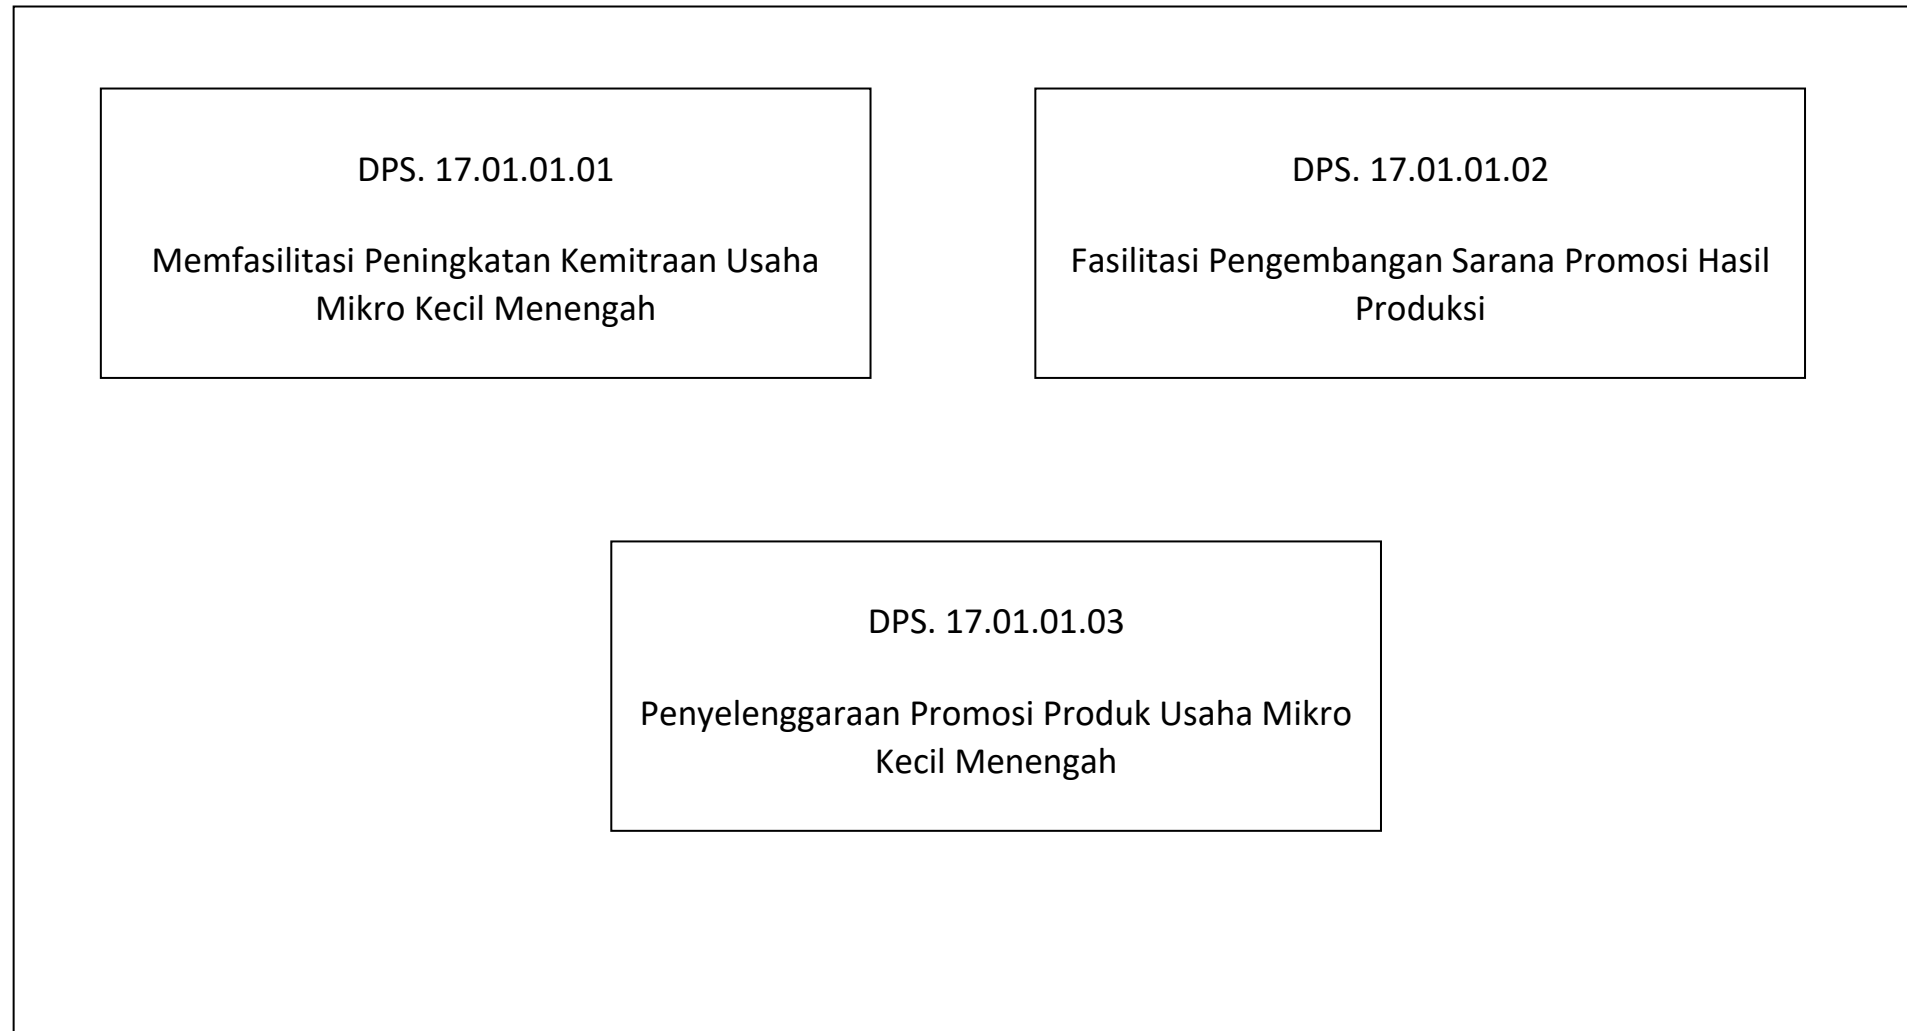 DPS. 17.01.01.01
Memfasilitasi Peningkatan Kemitraan Usaha
Mikro Kecil Menengah
DPS. 17.01.01.02
Fasilitasi Pengembangan Sarana Promosi Hasil
Produksi
DPS. 17.01.01.03
Penyelenggaraan Promosi Produk Usaha Mikro
Kecil Menengah